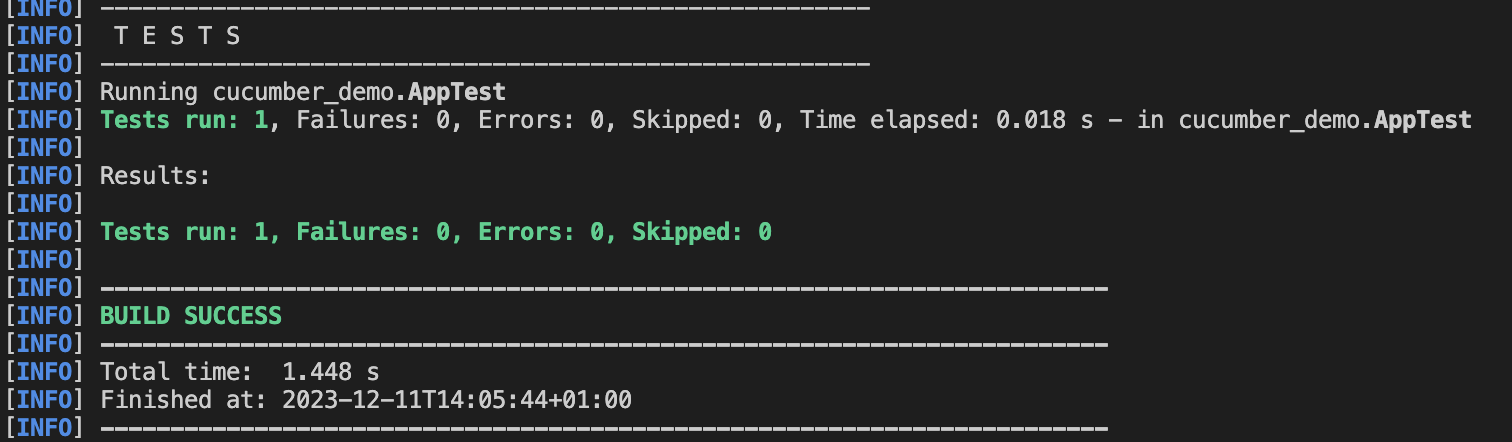 [INFO] -------------------------------------------------------
[INFO]  T E S T S
[INFO] -------------------------------------------------------
[INFO] Running cucumber_demo.AppTest
[INFO] Tests run: 1, Failures: 0, Errors: 0, Skipped: 0, Time elapsed: 0.018 s - in cucumber_demo.AppTest
[INFO]
[INFO] Results:
[INFO]
[INFO] Tests run: 1, Failures: 0, Errors: 0, Skipped: 0
[INFO]
[INFO] ------------------------------------------------------------------------
[INFO] BUILD SUCCESS
[INFO] ------------------------------------------------------------------------
[INFO] Total time:  1.448 s
[INFO] Finished at: 2023-12-11T14:05:44+01:00
[INFO] ------------------------------------------------------------------------